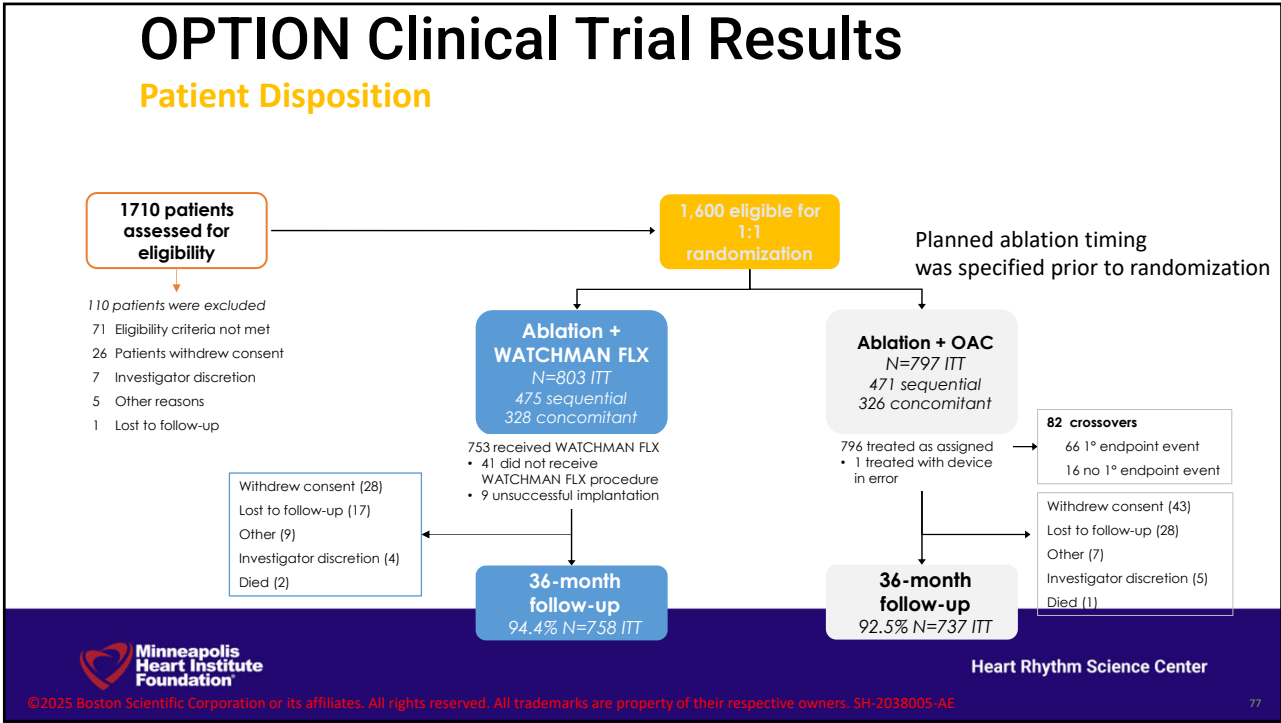 OPTION Clinical Trial Results
Patient Disposition
1710 patients
assessed for
eligibility
1,600 eligible for
1:1
randomization
Planned ablation timing
was specified prior to randomization
110 patients were excluded
71 Eligibility criteria not met
26 Patients withdrew consent
7 Investigator discretion
5 Other reasons
1 Lost to follow-up
Ablation +
WATCHMAN FLX
N=803 ITT
475 sequential
328 concomitant
Ablation + OAC
N=797 ITT
471 sequential
326 concomitant
753 received WATCHMAN FLX
• 41 did not receive
WATCHMAN FLX procedure
• 9 unsuccessful implantation
796 treated as assigned
• 1 treated with device
in error
82 crossovers
66 1° endpoint event
16 no 1° endpoint event
Withdrew consent (28)
Lost to follow-up (17)
Other (9)
Investigator discretion (4)
Died (2)
Withdrew consent (43)
Lost to follow-up (28)
Other (7)
Investigator discretion (5)
Died (1)
36-month
follow-up
94.4% N=758 ITT
36-month
follow-up
92.5% N=737 ITT
Minneapolis
Heart Institute
Foundation®
Heart Rhythm Science Center
©2025 Boston Scientific Corporation or its affiliates. All rights reserved. All trademarks are property of their respective owners. SH-2038005-AE
77